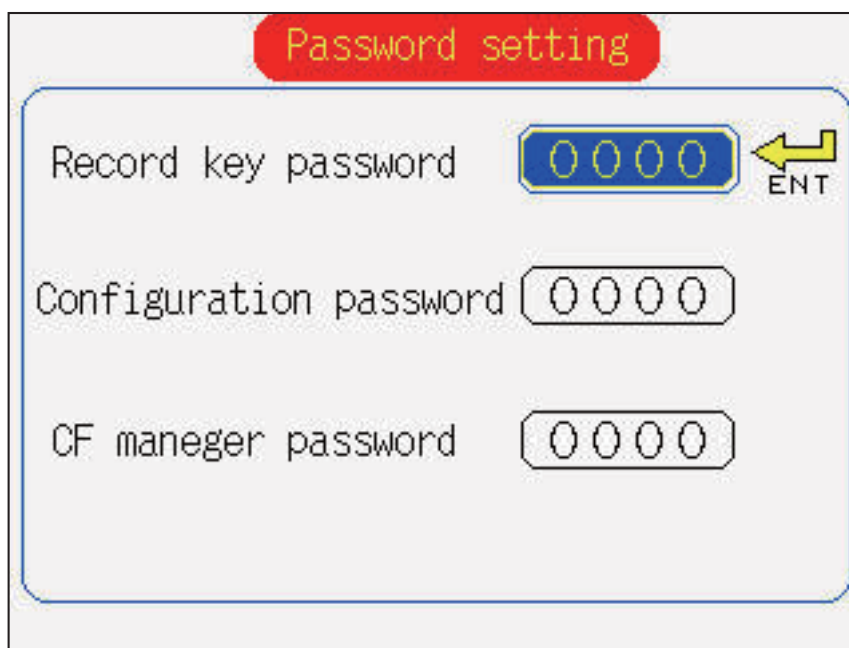 Password setting
Record key password 0000
ENT
Configuration password 0000
CF maneger password 0000